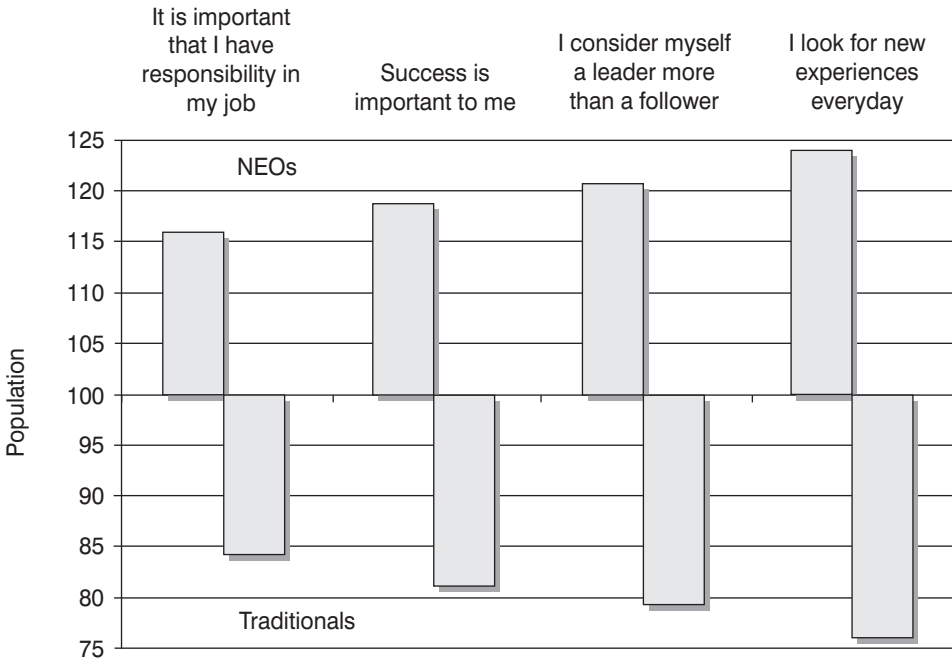 It is important
that I have
responsibility in
my job
Success is
important to me
I consider myself
a leader more
than a follower
I look for new
experiences
everyday
125
NEOs
120
115
110
105
100
95
90
85
80
Traditionals
75
Population